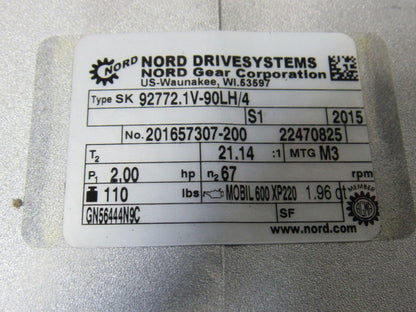 NORD NORD DRIVESYSTEMS
NORD Gear Corporation
US-Waunakee, WI.53597
Type SK 92772.1V-90LH/4
S1 2015
No. 201657307-200 22470825
T2 21.14 :1 MTG M3
P1 2.00 hp n2 67 rpm
110 lbs MOBIL 600 XP220 1.96 qt
GN56444N9C SF MEMBER
www.nord.com